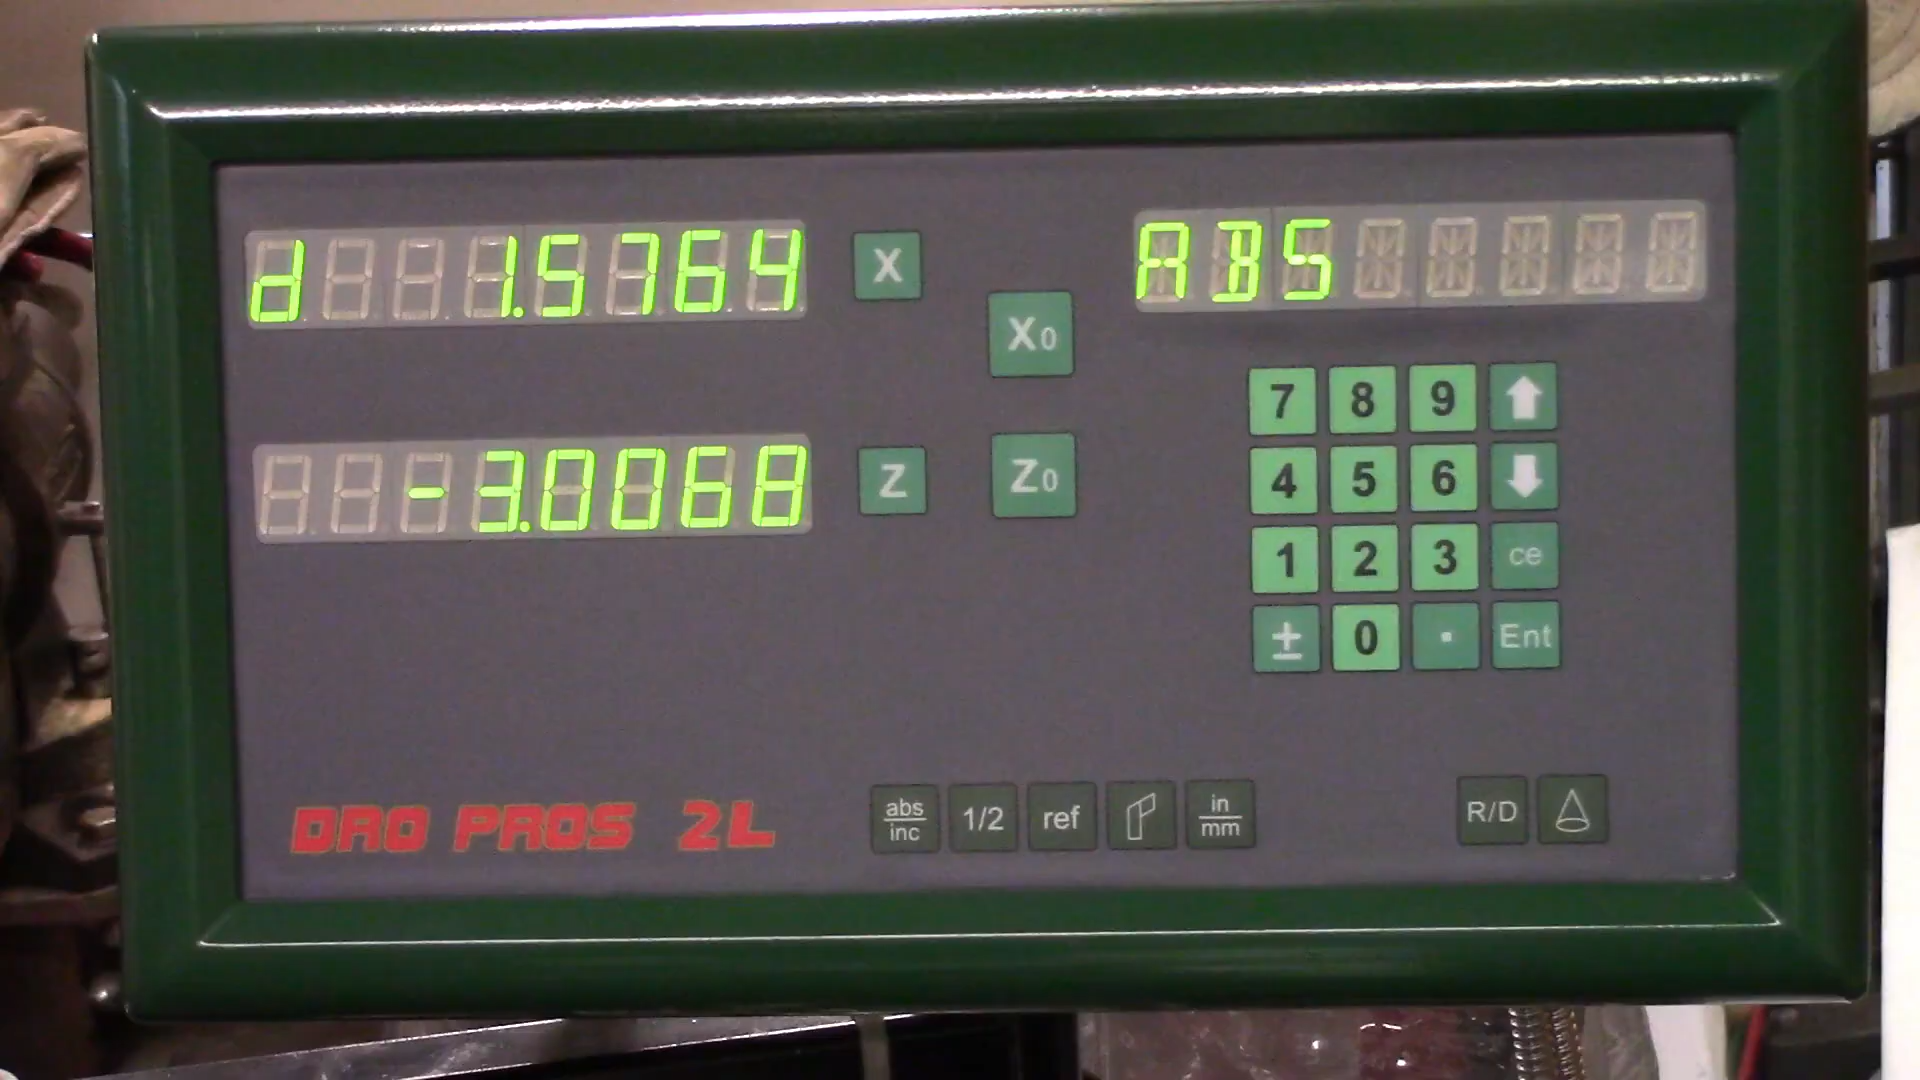 d 1.5764 X ABS
X0
7 8 9
-3.0068 Z Z0
4 5 6
1 2 3 ce
± 0 . Ent
DRO PROS 2L
abs/inc 1/2 ref in/mm R/D